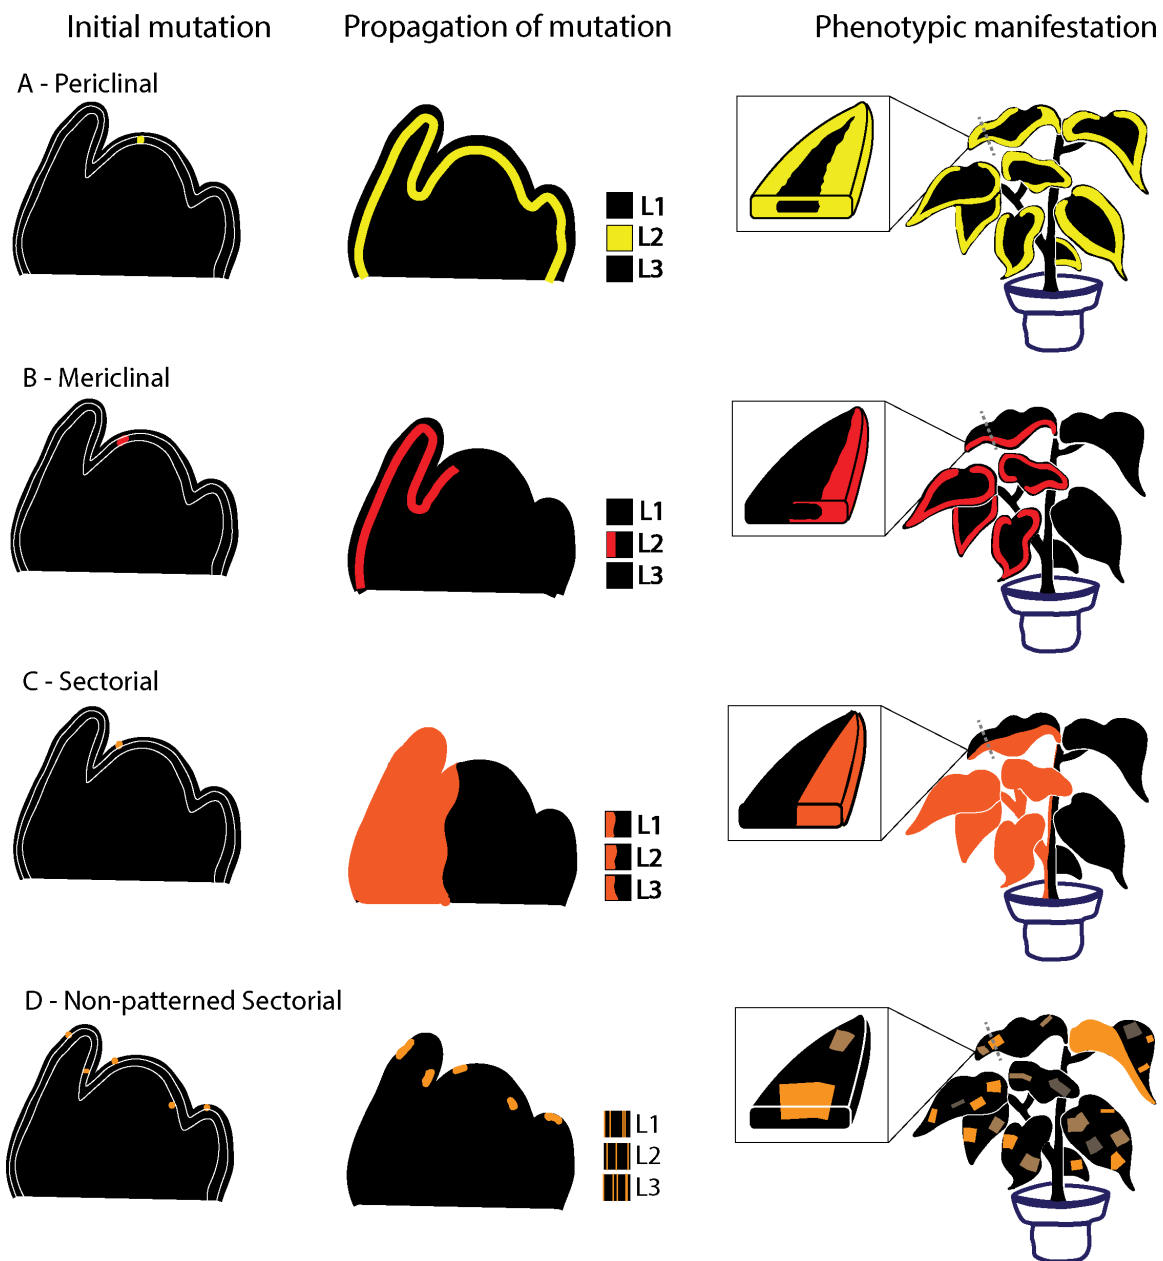 Initial mutation
Propagation of mutation
Phenotypic manifestation
A - Periclinal
L1
L2
L3
B - Mericlinal
L1
L2
L3
C - Sectorial
L1
L2
L3
D - Non-patterned Sectorial
L1
L2
L3